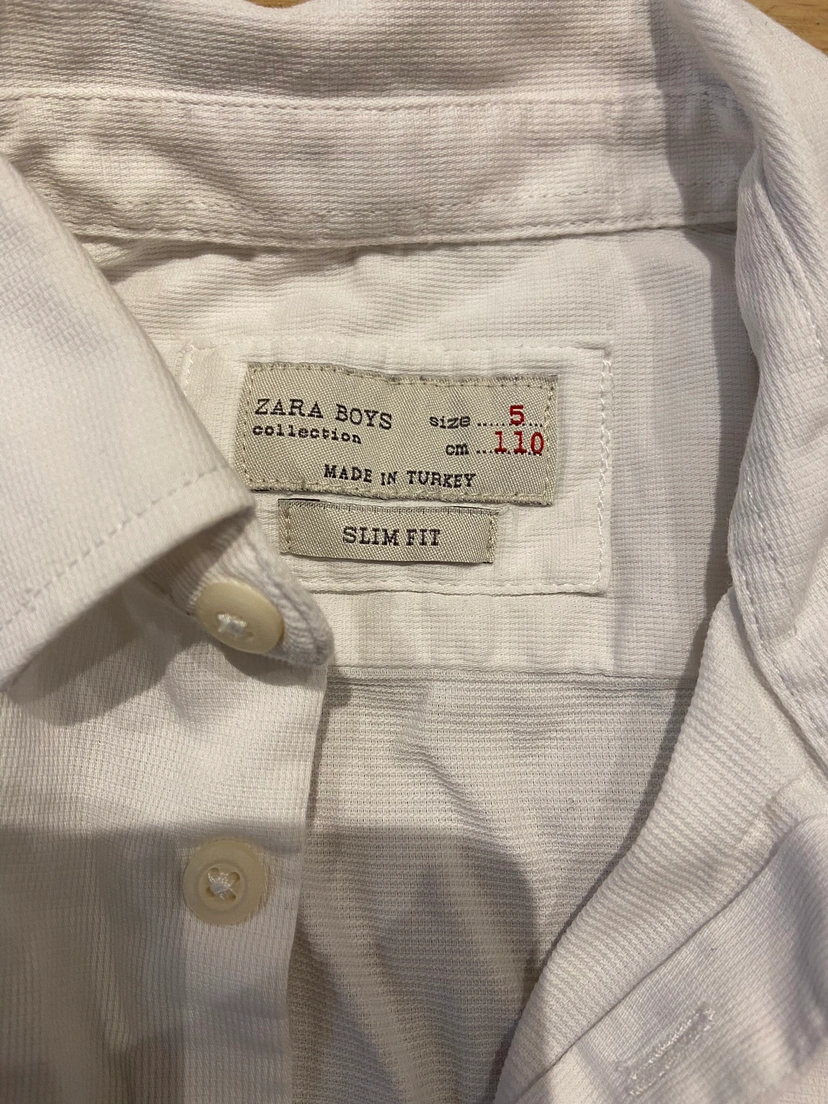 ZARA BOYS size.....5...
collection cm...110
MADE IN TURKEY
SLIM FIT